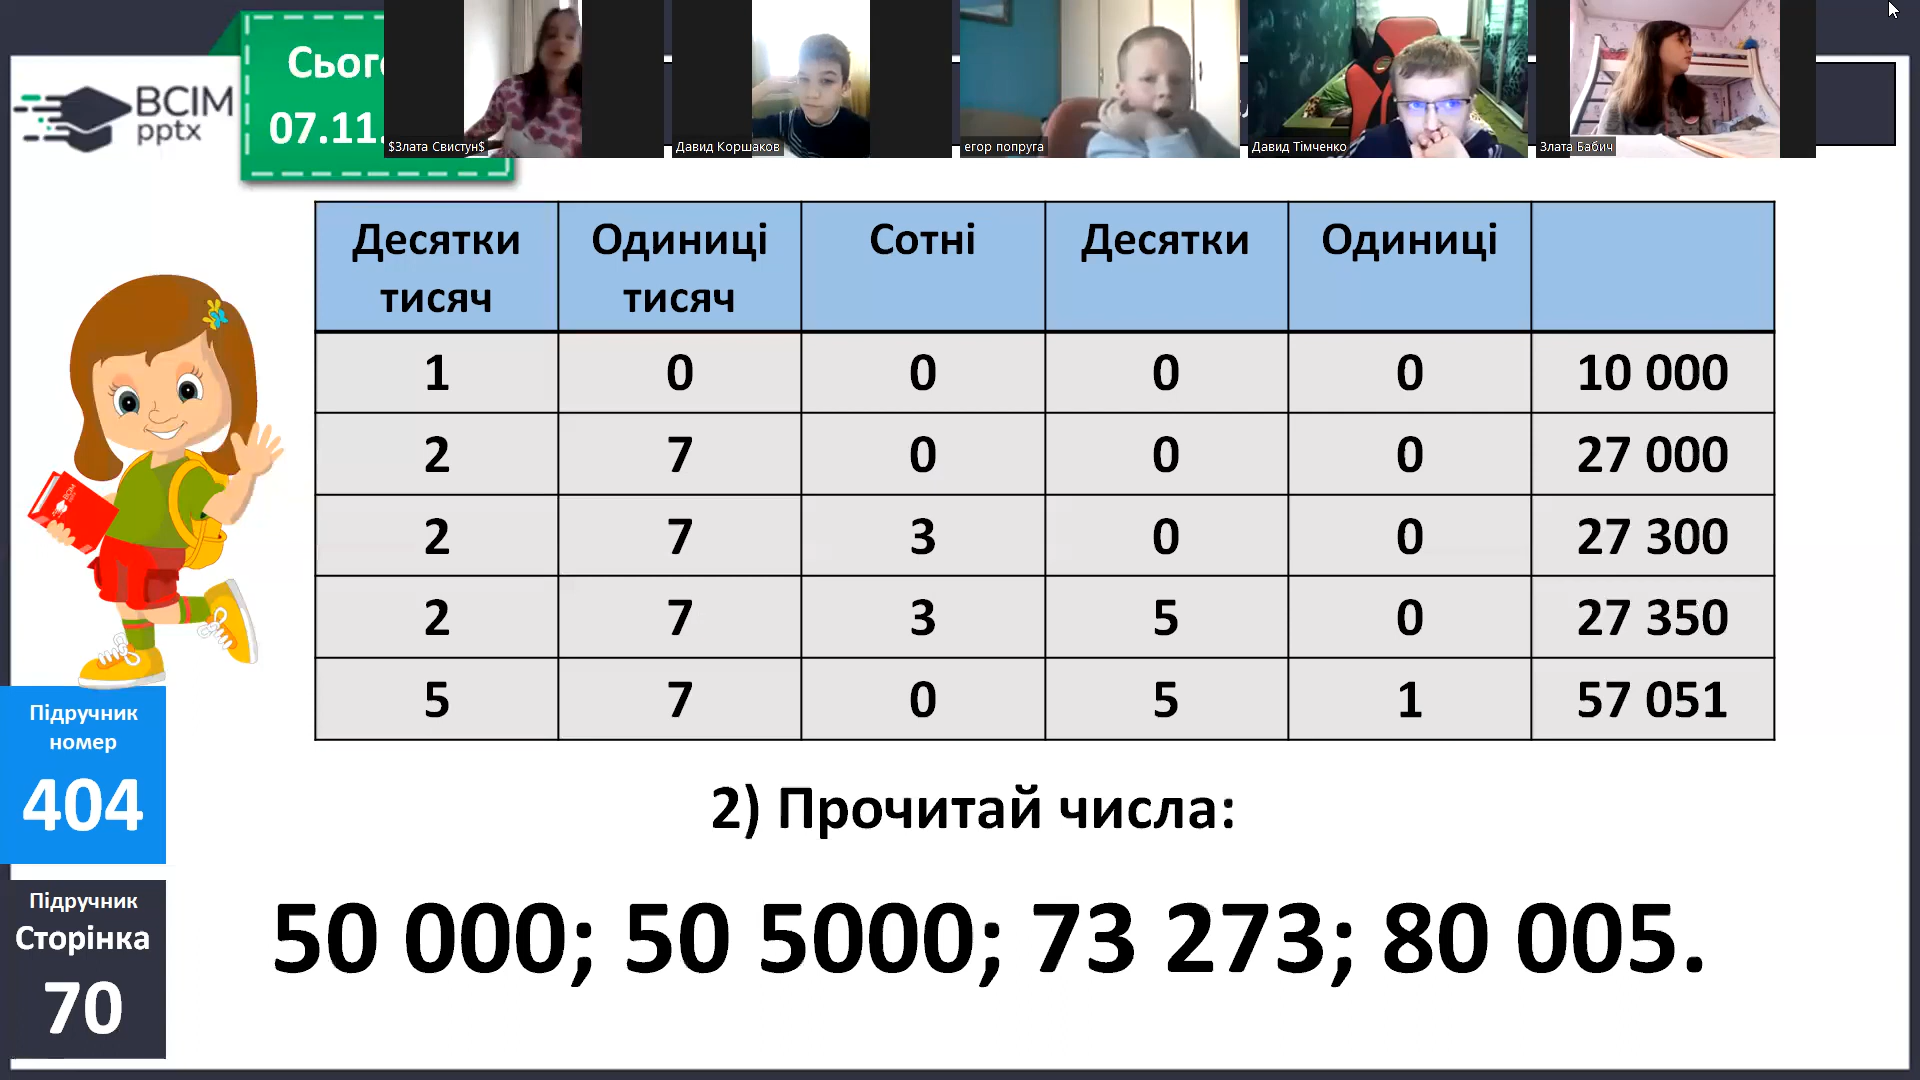 Сього
07.11.
BCIM
pptx
$Злата Свистун$
Давид Коршаков
егор попруга
Давид Тімченко
Злата Бабич
Десятки тисяч Одиниці тисяч Сотні Десятки Одиниці
1 0 0 0 0 10 000
2 7 0 0 0 27 000
2 7 3 0 0 27 300
2 7 3 5 0 27 350
5 7 0 5 1 57 051
Підручник
номер
404
2) Прочитай числа:
Підручник
Сторінка
70
50 000; 50 5000; 73 273; 80 005.